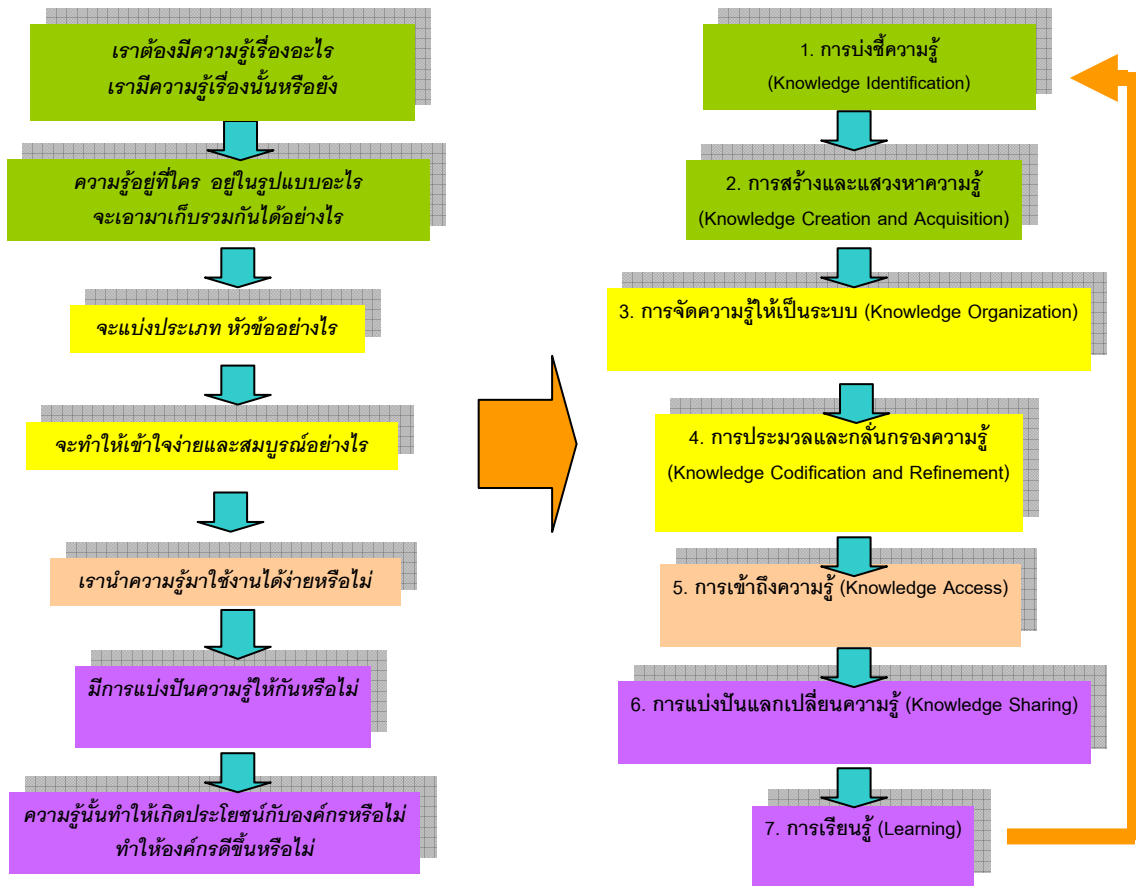 เราต้องมีความรู้เรื่องอะไร
เรามีความรู้เรื่องนั้นหรือยัง
ความรู้อยู่ที่ใคร อยู่ในรูปแบบอะไร
จะเอามาเก็บรวมกันได้อย่างไร
จะแบ่งประเภท หัวข้ออย่างไร
จะทำให้เข้าใจง่ายและสมบูรณ์อย่างไร
เรานำความรู้มาใช้งานได้ง่ายหรือไม่
มีการแบ่งปันความรู้ให้กันหรือไม่
ความรู้นั้นทำให้เกิดประโยชน์กับองค์กรหรือไม่
ทำให้องค์กรดีขึ้นหรือไม่
1. การบ่งชี้ความรู้
(Knowledge Identification)
2. การสร้างและแสวงหาความรู้
(Knowledge Creation and Acquisition)
3. การจัดความรู้ให้เป็นระบบ (Knowledge Organization)
4. การประมวลและกลั่นกรองความรู้
(Knowledge Codification and Refinement)
5. การเข้าถึงความรู้ (Knowledge Access)
6. การแบ่งปันแลกเปลี่ยนความรู้ (Knowledge Sharing)
7. การเรียนรู้ (Learning)